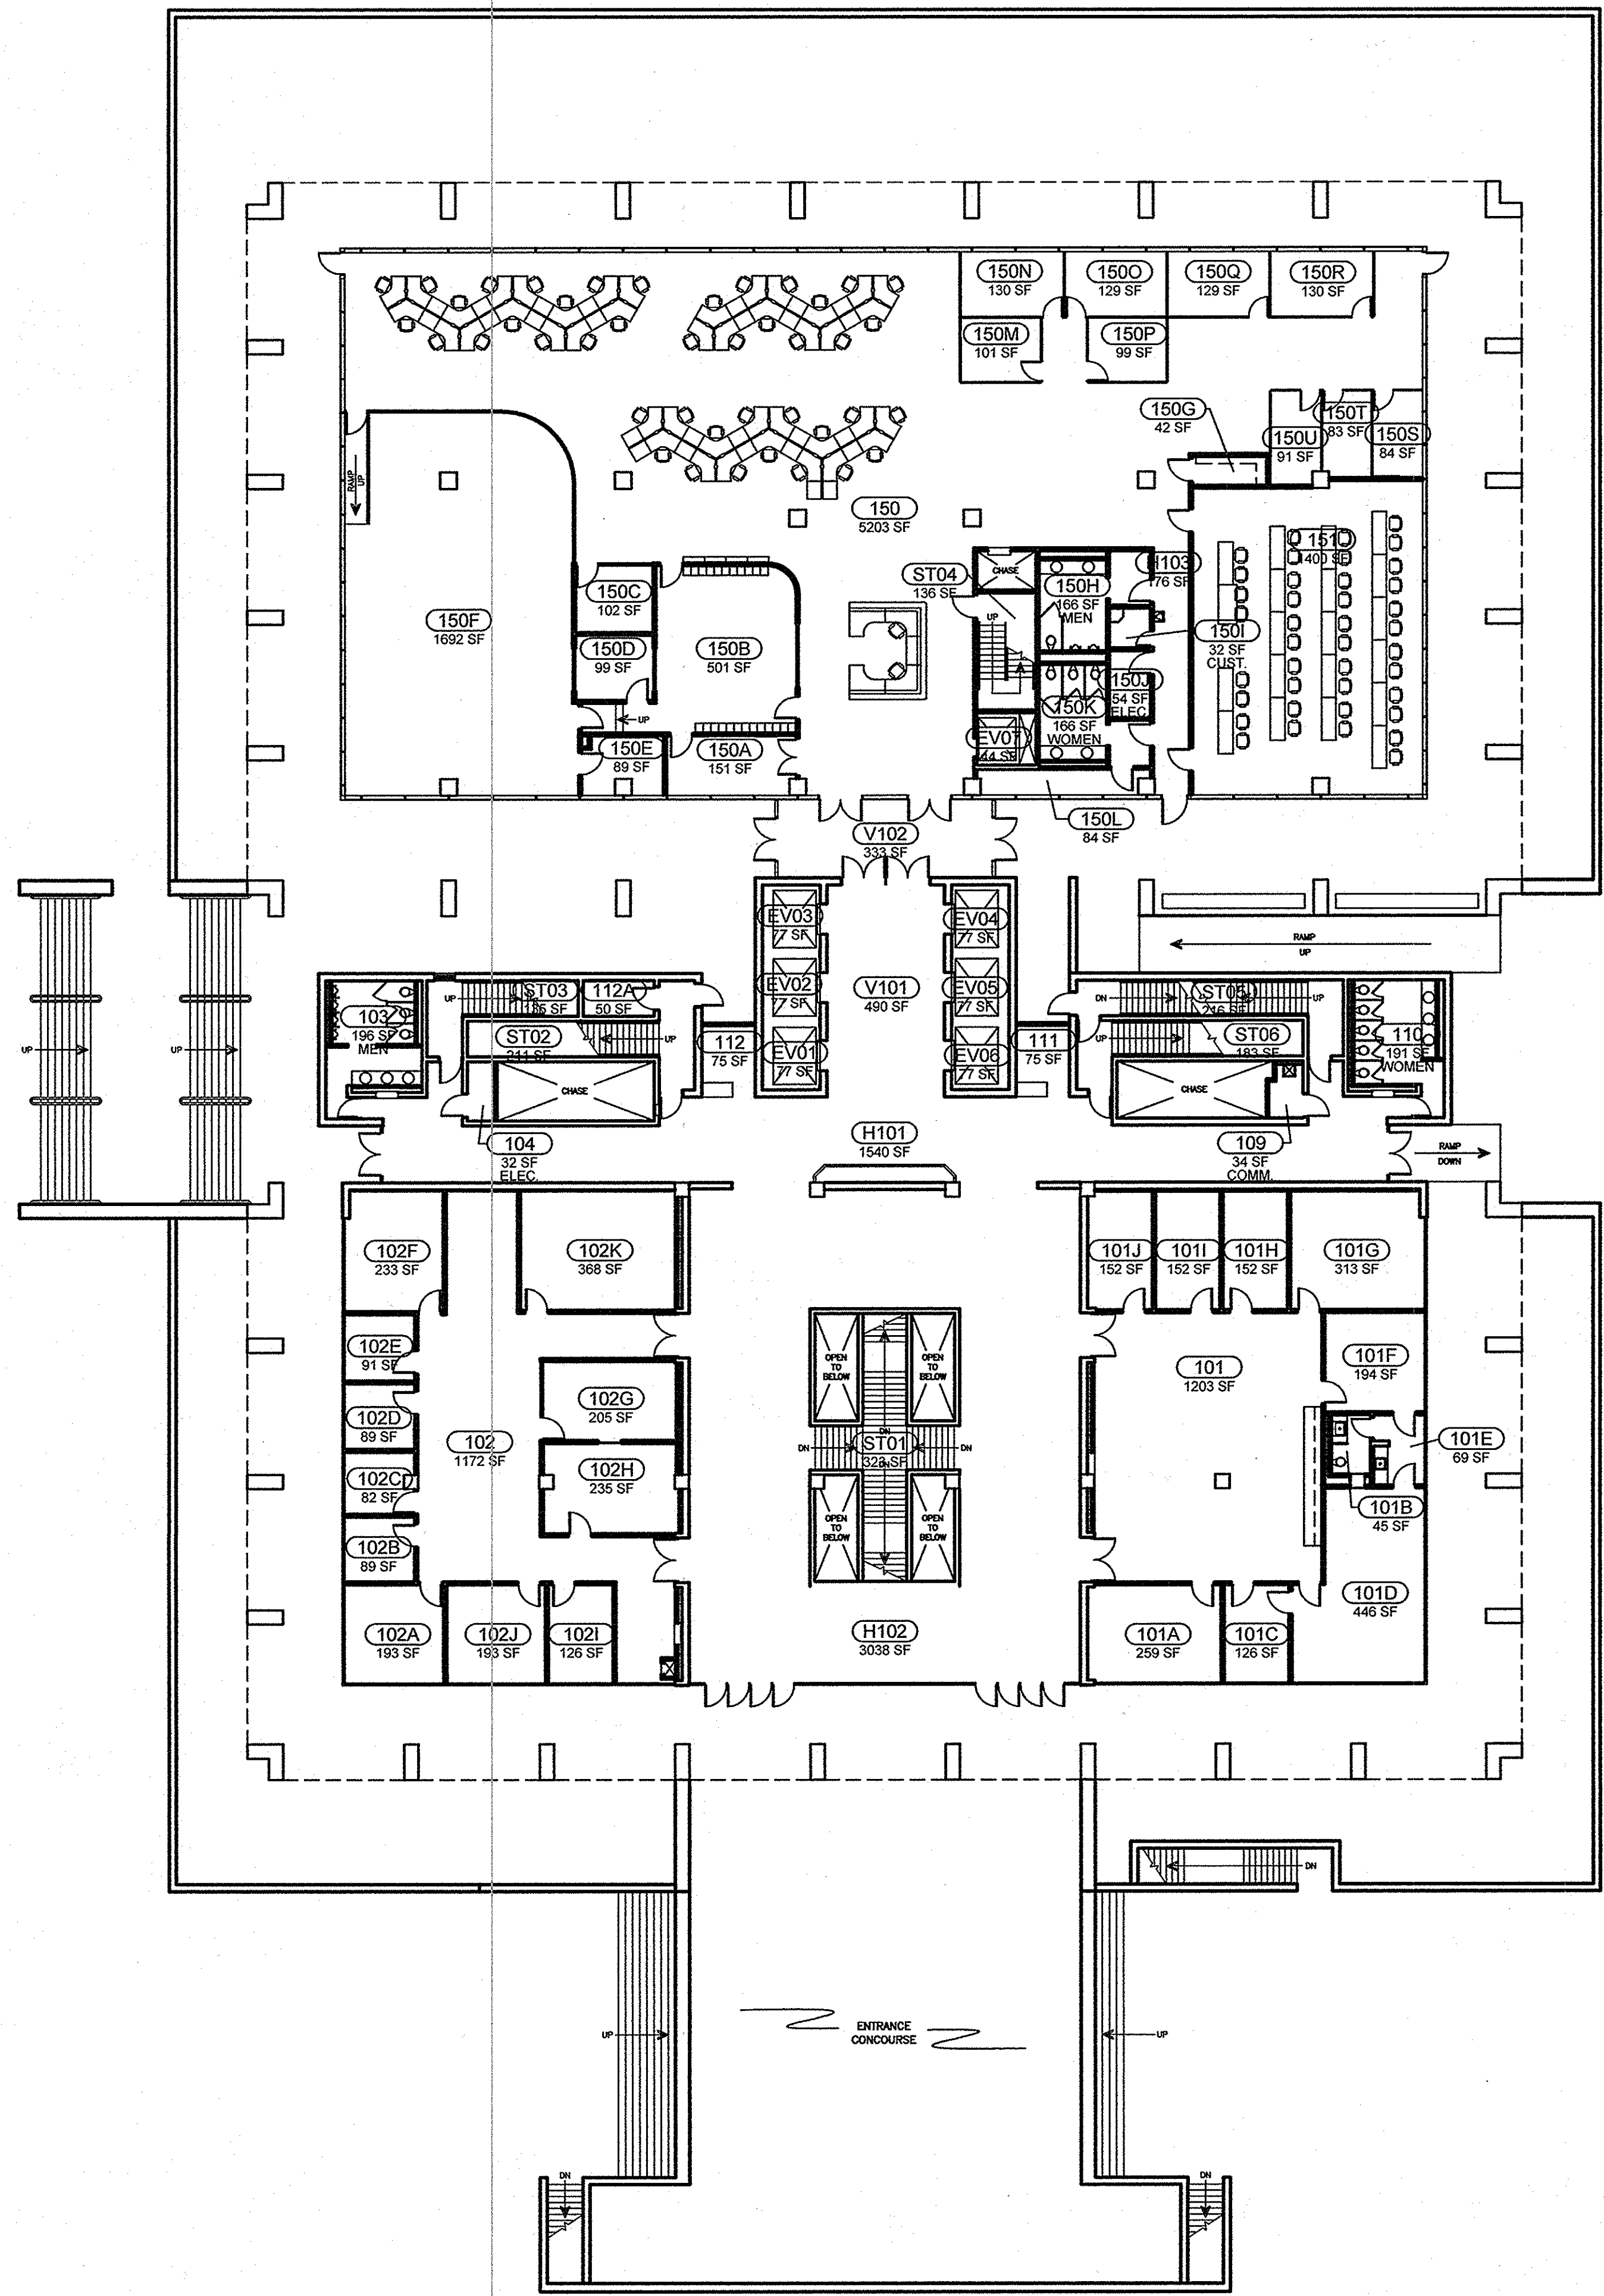 150N
130 SF
150O
129 SF
150Q
129 SF
150R
130 SF
150M
101 SF
150P
99 SF
150G
42 SF
150T
83 SF
150U
91 SF
150S
84 SF
RAMP
UP
150
5203 SF
151
1400 SF
H103
176 SF
CHASE
ST04
136 SF
150H
166 SF
MEN
150C
102 SF
UP
150F
1692 SF
150I
32 SF
CUST.
150D
99 SF
150B
501 SF
150J
54 SF
ELEC.
150K
166 SF
WOMEN
UP
EV07
44 SF
150E
89 SF
150A
151 SF
150L
84 SF
V102
333 SF
EV03
77 SF
EV04
77 SF
RAMP
UP
EV02
77 SF
V101
490 SF
EV05
77 SF
UP
ST03
112A
50 SF
DN
ST05
216 SF
UP
103
196 SF
MEN
ST02
211 SF
UP
112
75 SF
EV01
77 SF
EV06
77 SF
111
75 SF
UP
ST06
183 SF
110
191 SF
WOMEN
UP
UP
CHASE
CHASE
104
32 SF
ELEC.
H101
1540 SF
109
34 SF
COMM.
RAMP
DOWN
102F
233 SF
102K
368 SF
101J
152 SF
101I
152 SF
101H
152 SF
101G
313 SF
102E
91 SF
OPEN
TO
BELOW
OPEN
TO
BELOW
101
1203 SF
101F
194 SF
102G
205 SF
102D
89 SF
102
1172 SF
DN
DN
ST01
323 SF
DN
DN
101E
69 SF
102H
235 SF
102C
82 SF
101B
45 SF
OPEN
TO
BELOW
OPEN
TO
BELOW
102B
89 SF
101D
446 SF
102A
193 SF
102J
193 SF
102I
126 SF
H102
3038 SF
101A
259 SF
101C
126 SF
DN
UP
ENTRANCE
CONCOURSE
UP
DN
DN